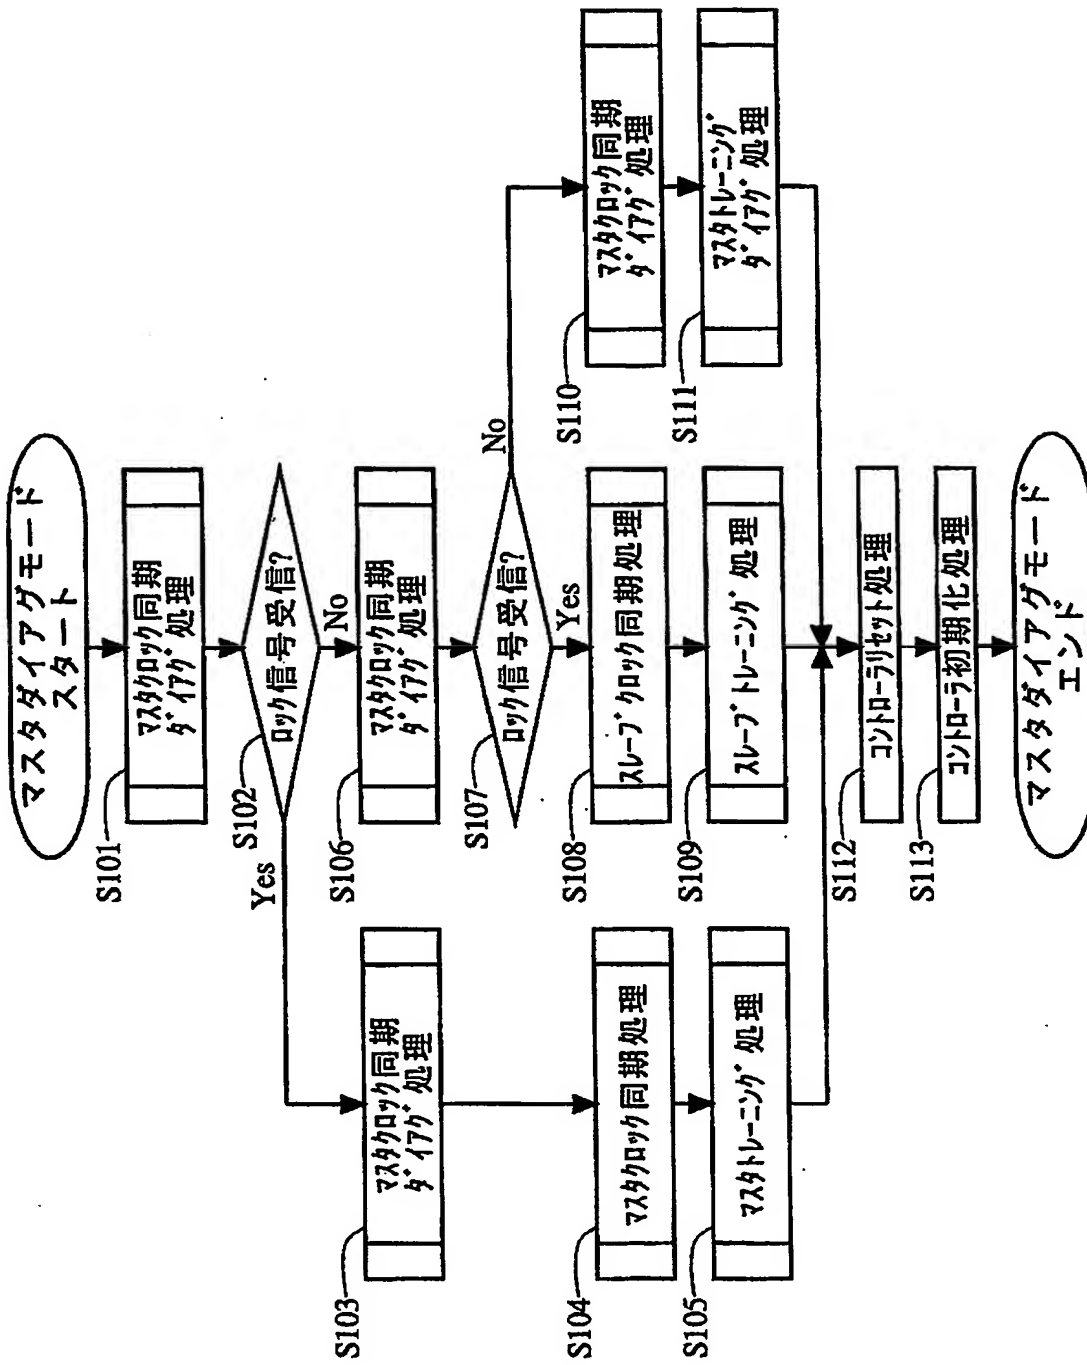 マスタダイアグモード
スタート
S101
マスタクロック同期
ダイアグ処理
S102
ロック信号受信?
Yes
No
S103
マスタクロック同期
ダイアグ処理
S104
マスタクロック同期処理
S105
マスタトレーニング処理
S106
マスタクロック同期
ダイアグ処理
S107
ロック信号受信?
Yes
No
S108
スレーブクロック同期処理
S109
スレーブトレーニング処理
S110
マスタクロック同期
ダイアグ処理
S111
マスタトレーニング
ダイアグ処理
S112
コントローラリセット処理
S113
コントローラ初期化処理
マスタダイアグモード
エンド